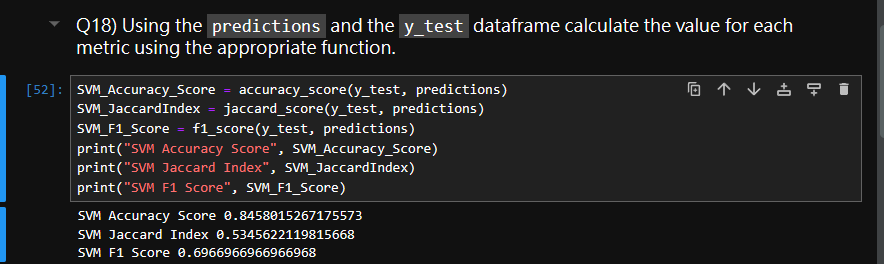 Q18) Using the predictions and the y_test dataframe calculate the value for each
metric using the appropriate function.
[52]:
SVM_Accuracy_Score = accuracy_score(y_test, predictions)
SVM_JaccardIndex = jaccard_score(y_test, predictions)
SVM_F1_Score = f1_score(y_test, predictions)
print("SVM Accuracy Score", SVM_Accuracy_Score)
print("SVM Jaccard Index", SVM_JaccardIndex)
print("SVM F1 Score", SVM_F1_Score)
SVM Accuracy Score 0.8458015267175573
SVM Jaccard Index 0.5345622119815668
SVM F1 Score 0.6966966966966968